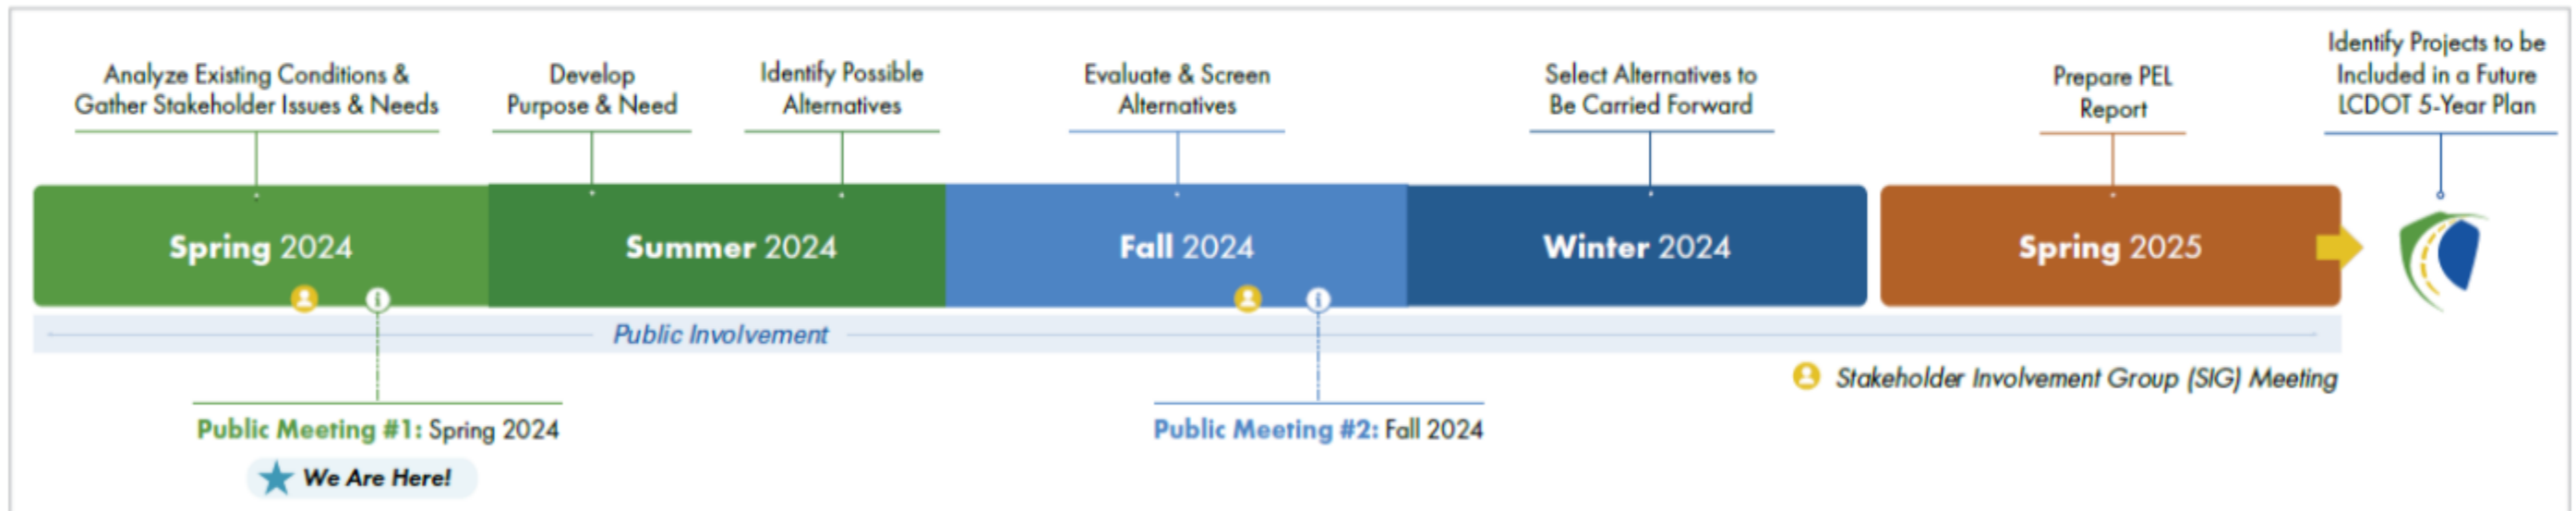 Analyze Existing Conditions &
Gather Stakeholder Issues & Needs
Develop
Purpose & Need
Identify Possible
Alternatives
Evaluate & Screen
Alternatives
Select Alternatives to
Be Carried Forward
Prepare PEL
Report
Identify Projects to be
Included in a Future
LCDOT 5-Year Plan
Spring 2024
Summer 2024
Fall 2024
Winter 2024
Spring 2025
Public Involvement
Stakeholder Involvement Group (SIG) Meeting
Public Meeting #1: Spring 2024
Public Meeting #2: Fall 2024
We Are Here!